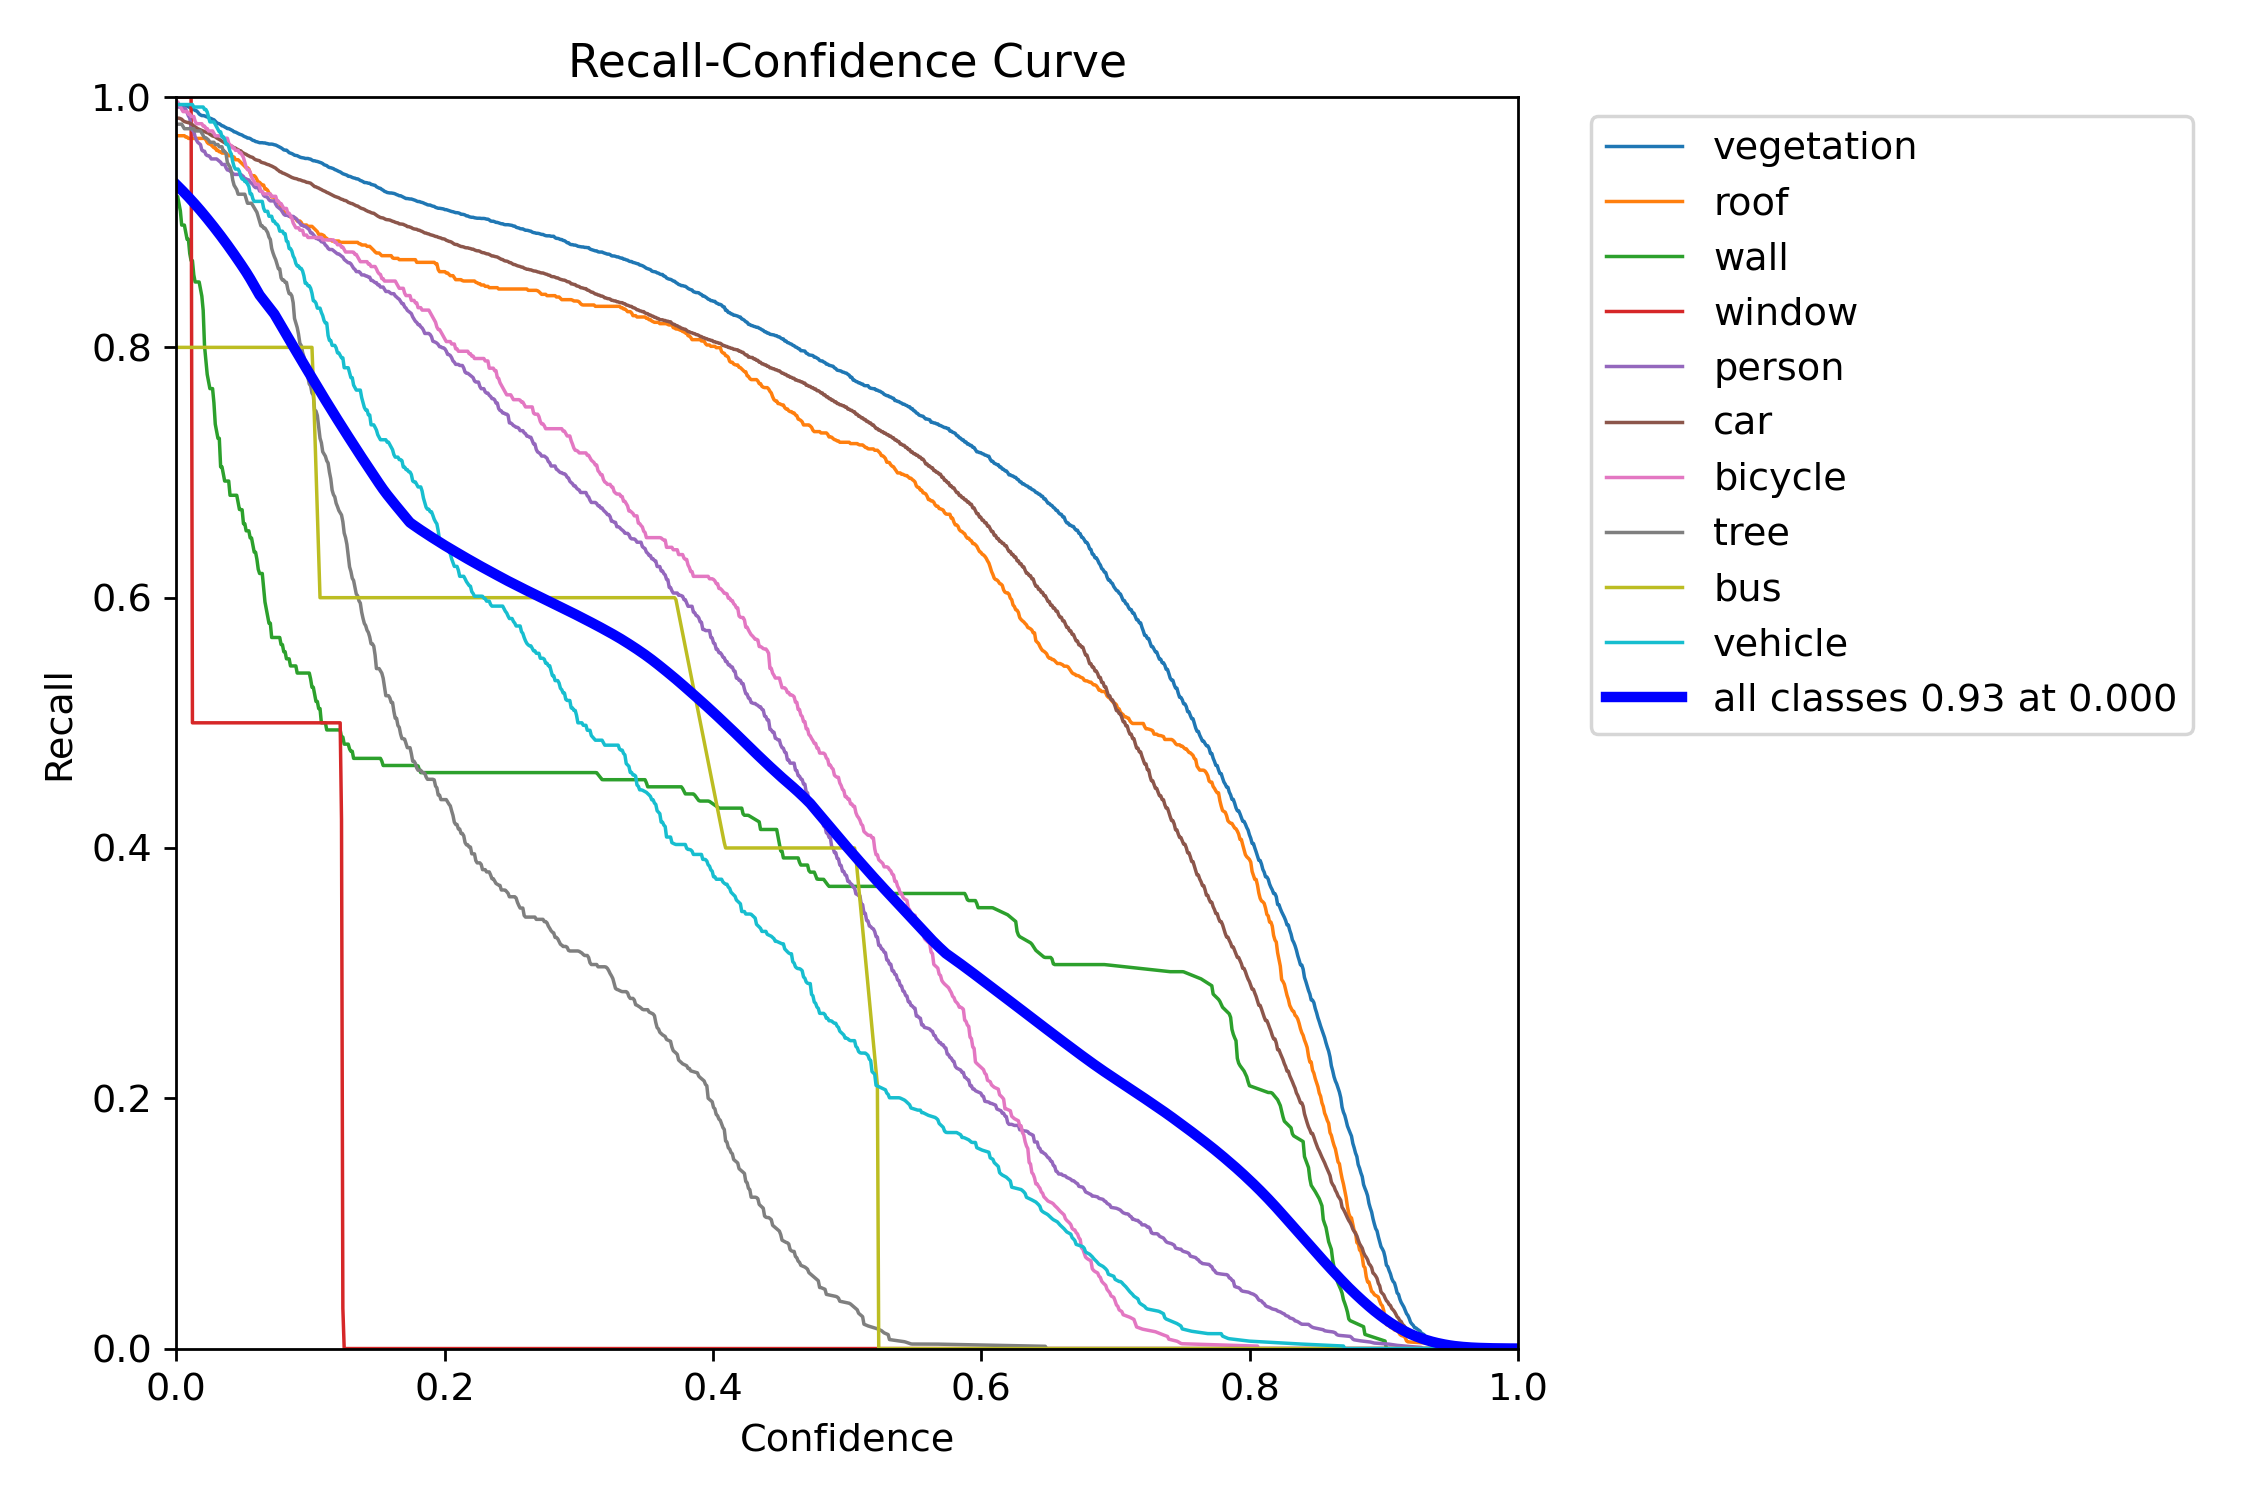 Recall-Confidence Curve
1.0
0.8
0.6
0.4
0.2
0.0
Recall
0.0 0.2 0.4 0.6 0.8 1.0
Confidence
vegetation
roof
wall
window
person
car
bicycle
tree
bus
vehicle
all classes 0.93 at 0.000